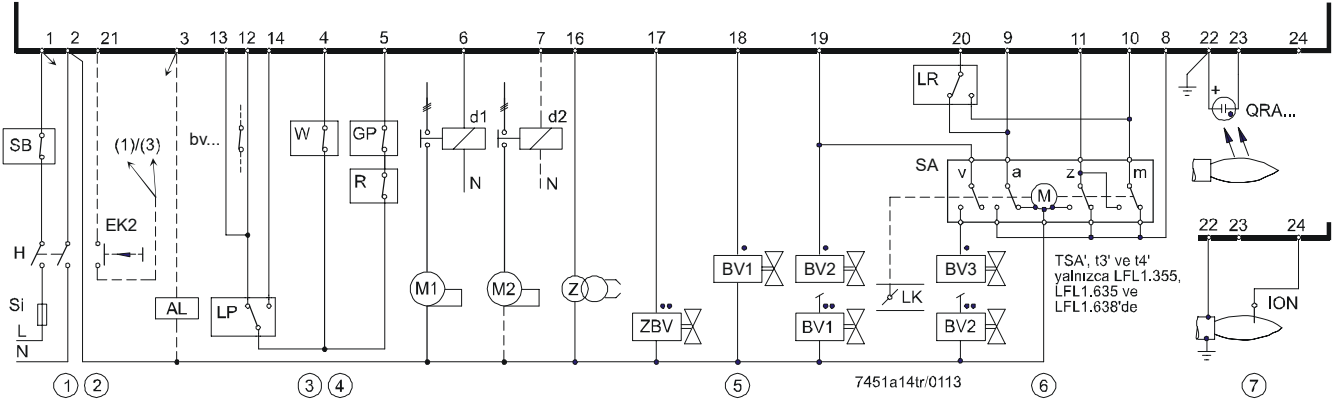 1 2 21 3 13 12 14 4 5 6 7 16 17 18 19 20 9 11 10 8 22 23 24
LR
+
QRA...
SB
bv...
W
GP
d1
d2
(1)/(3)
R
N
N
SA
v a z m
M
EK2
H
22 23 24
BV1
BV2
BV3
TSA', t3' ve t4'
yalnızca LFL1.355,
LFL1.635 ve
LFL1.638'de
M1
M2
Z
LK
Si
AL
LP
ION
L
ZBV
BV1
BV2
N
1 2 3 4 5 7451a14tr/0113 6 7